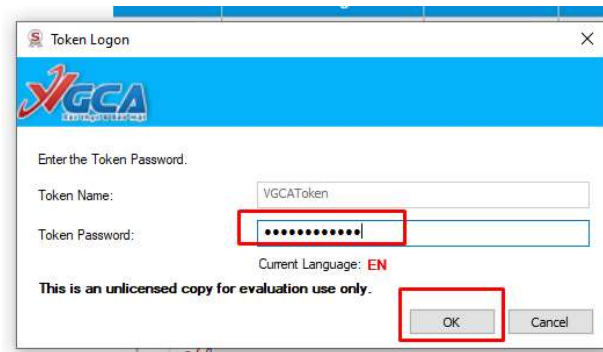 Token Logon
VGCA
Enter the Token Password.
Token Name:
VGCAToken
Token Password:
••••••••••••
Current Language: EN
This is an unlicensed copy for evaluation use only.
OK
Cancel